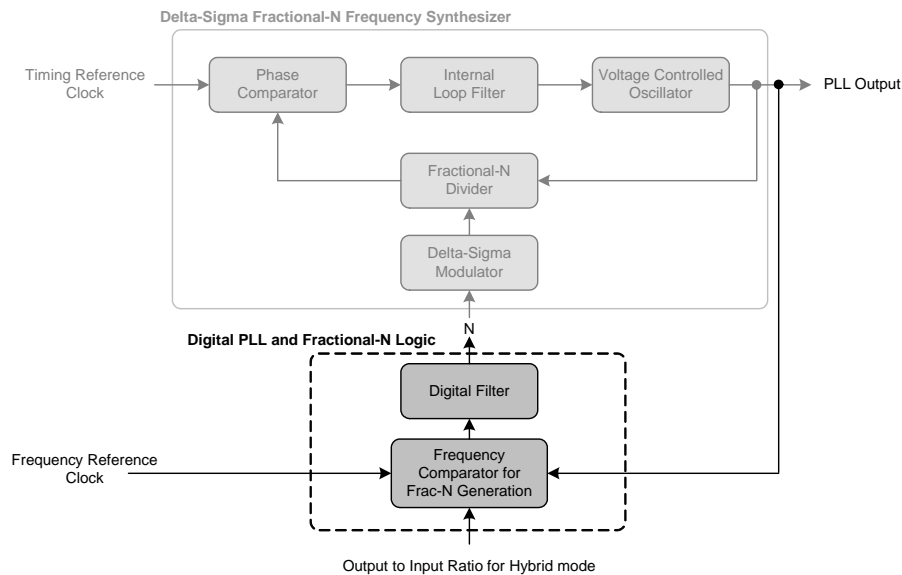 Delta-Sigma Fractional-N Frequency Synthesizer
Timing Reference
Clock
Phase
Comparator
Internal
Loop Filter
Voltage Controlled
Oscillator
PLL Output
Fractional-N
Divider
Delta-Sigma
Modulator
N
Digital PLL and Fractional-N Logic
Digital Filter
Frequency Reference
Clock
Frequency
Comparator for
Frac-N Generation
Output to Input Ratio for Hybrid mode